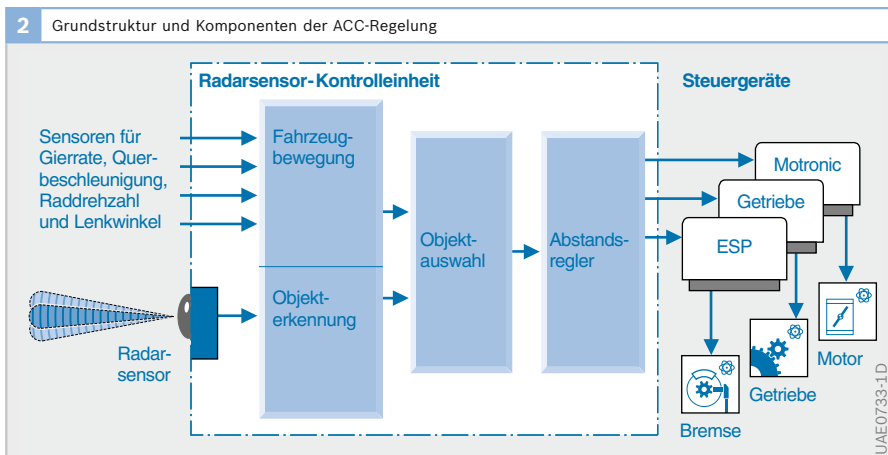 2 Grundstruktur und Komponenten der ACC-Regelung
Radarsensor-Kontrolleinheit
Steuergeräte
Sensoren für
Gierrate, Quer-
beschleunigung,
Raddrehzahl
und Lenkwinkel
Fahrzeug-
bewegung
Objekt-
erkennung
Objekt-
auswahl
Abstands-
regler
Motronic
Getriebe
ESP
Radar-
sensor
Motor
Getriebe
Bremse
UAE0733-1D